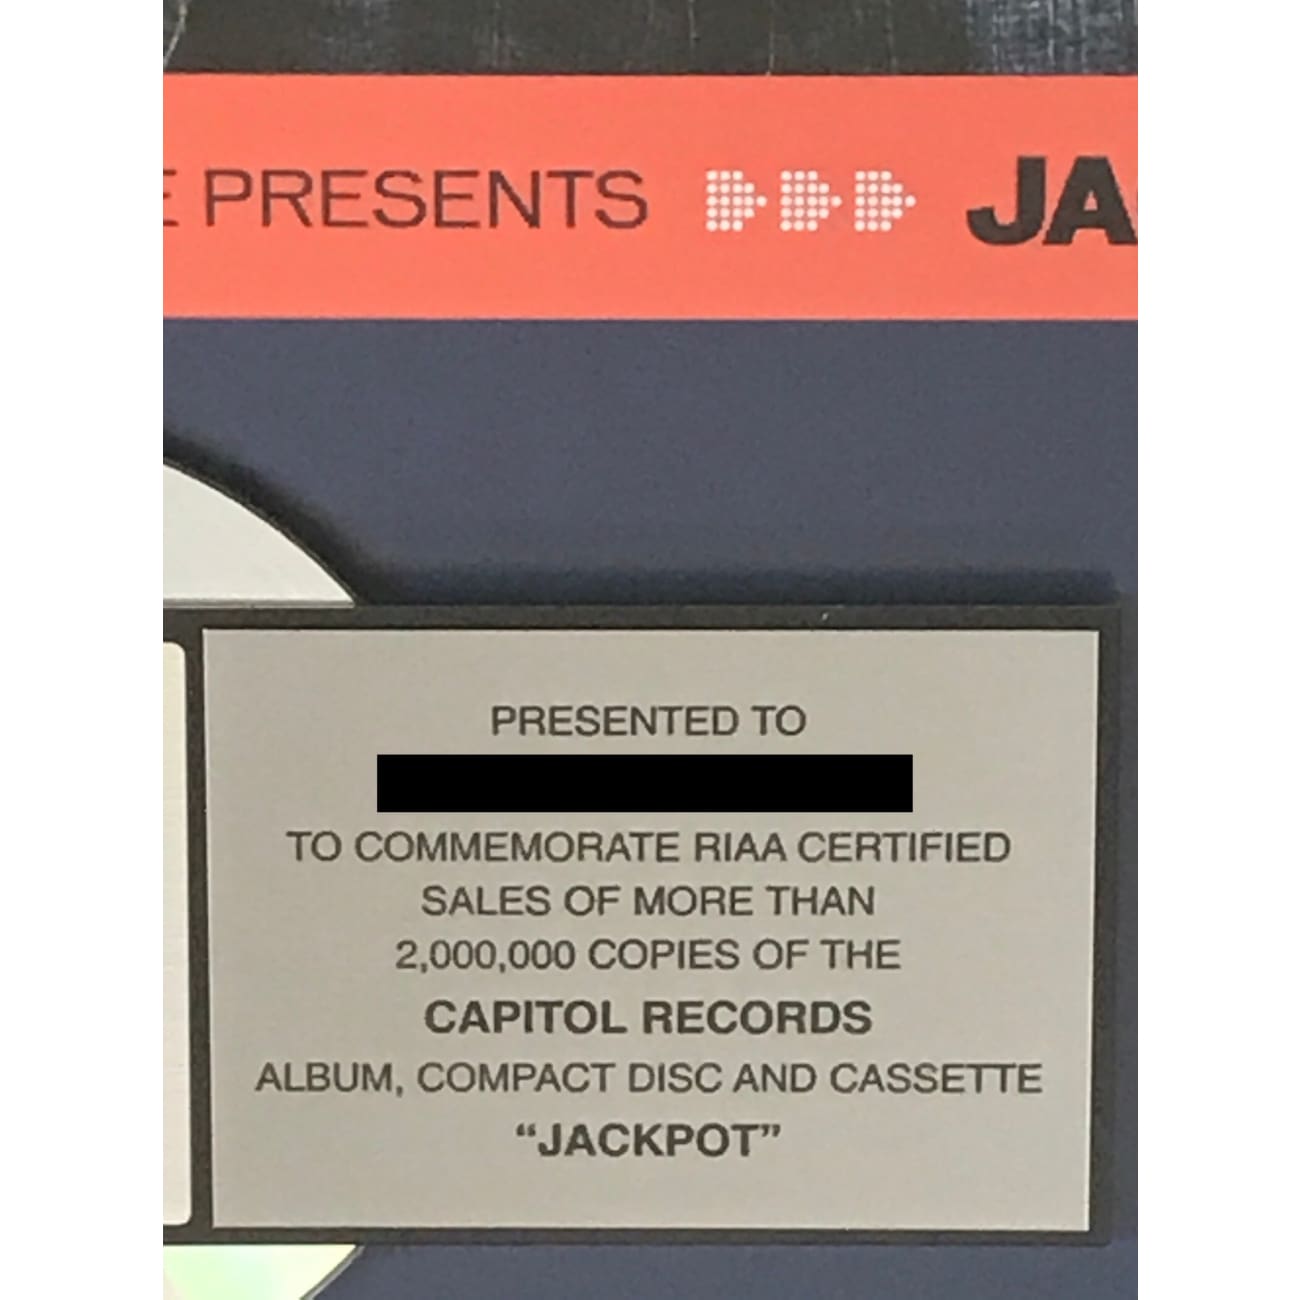 E PRESENTS JA
PRESENTED TO
TO COMMEMORATE RIAA CERTIFIED
SALES OF MORE THAN
2,000,000 COPIES OF THE
CAPITOL RECORDS
ALBUM, COMPACT DISC AND CASSETTE
“JACKPOT”